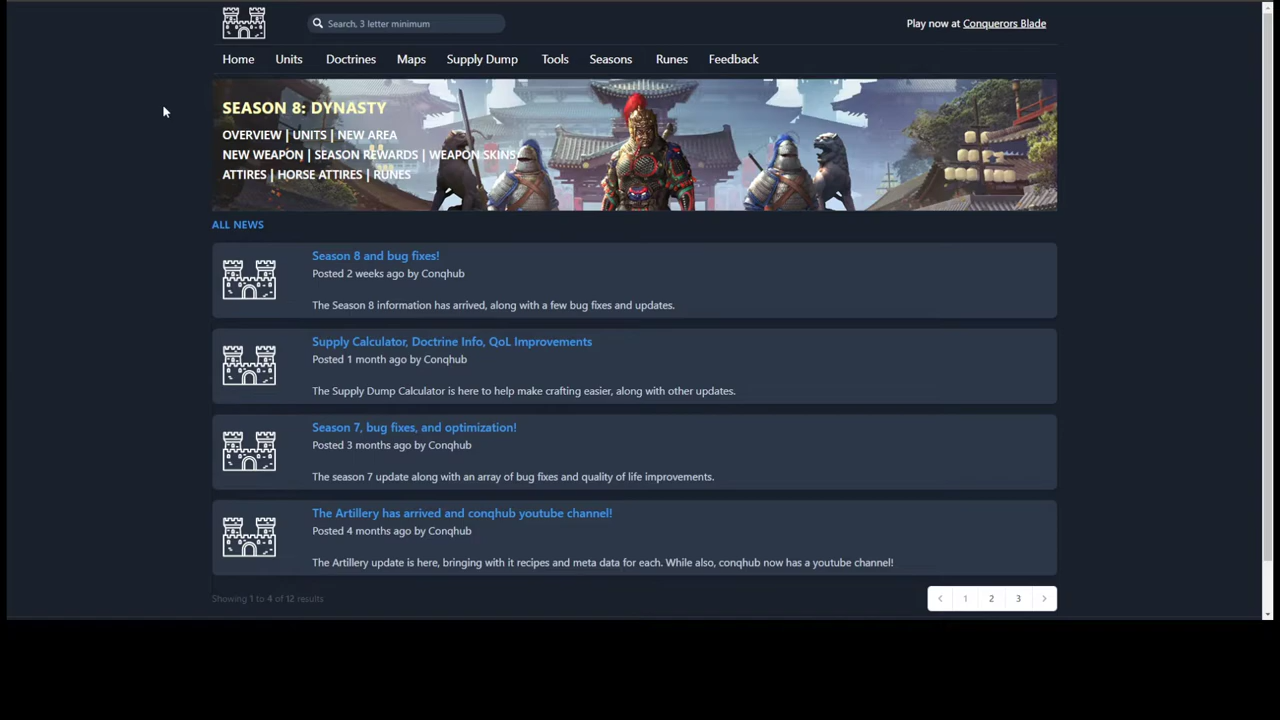 Search, 3 letter minimum
Play now at Conquerors Blade
Home Units Doctrines Maps Supply Dump Tools Seasons Runes Feedback
SEASON 8: DYNASTY
OVERVIEW | UNITS | NEW AREA
NEW WEAPON | SEASON REWARDS | WEAPON SKINS
ATTIRES | HORSE ATTIRES | RUNES
ALL NEWS
Season 8 and bug fixes!
Posted 2 weeks ago by Conqhub
The Season 8 information has arrived, along with a few bug fixes and updates.
Supply Calculator, Doctrine Info, QoL Improvements
Posted 1 month ago by Conqhub
The Supply Dump Calculator is here to help make crafting easier, along with other updates.
Season 7, bug fixes, and optimization!
Posted 3 months ago by Conqhub
The season 7 update along with an array of bug fixes and quality of life improvements.
The Artillery has arrived and conqhub youtube channel!
Posted 4 months ago by Conqhub
The Artillery update is here, bringing with it recipes and meta data for each. While also, conqhub now has a youtube channel!
Showing 1 to 4 of 12 results
1 2 3